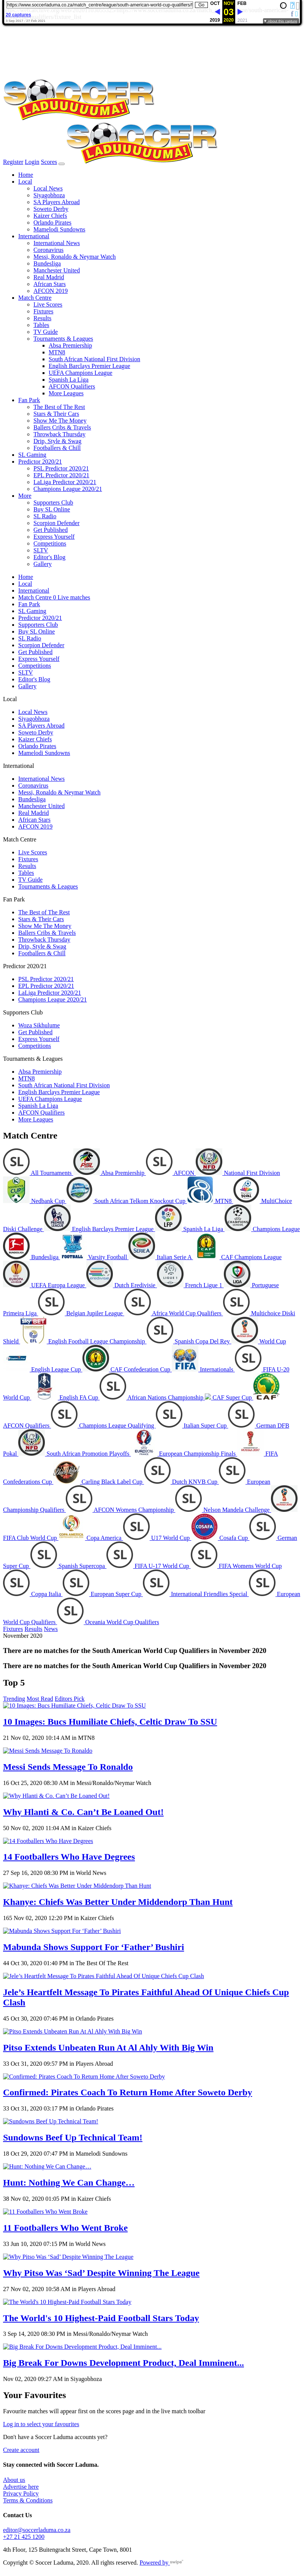 https://www.soccerladuma.co.za/match_centre/league/south-american-world-cup-qualifiers/f
Go
OCT NOV FEB
03
2019 2020 2021
30 captures
SOCCER
LADUUUUUMA!
SOCCER
LADUUUUUMA!
Register Login Scores
Home
Local
Local News
Siyagobhoza
SA Players Abroad
Soweto Derby
Kaizer Chiefs
Orlando Pirates
Mamelodi Sundowns
International
International News
Coronavirus
Messi, Ronaldo & Neymar Watch
Bundesliga
Manchester United
Real Madrid
African Stars
AFCON 2019
Match Centre
Live Scores
Fixtures
Results
Tables
TV Guide
Tournaments & Leagues
Absa Premiership
MTN8
South African National First Division
English Barclays Premier League
UEFA Champions League
Spanish La Liga
AFCON Qualifiers
More Leagues
Fan Park
The Best of The Rest
Stars & Their Cars
Show Me The Money
Ballers Cribs & Travels
Throwback Thursday
Drip, Style & Swag
Footballers & Chill
SL Gaming
Predictor 2020/21
PSL Predictor 2020/21
EPL Predictor 2020/21
LaLiga Predictor 2020/21
Champions League 2020/21
More
Supporters Club
Buy SL Online
SL Radio
Scorpion Defender
Get Published
Express Yourself
Competitions
SLTV
Editor's Blog
Gallery
Home
Local
International
Match Centre 0 Live matches
Fan Park
SL Gaming
Predictor 2020/21
Supporters Club
Buy SL Online
SL Radio
Scorpion Defender
Get Published
Express Yourself
Competitions
SLTV
Editor's Blog
Gallery
Local
Local News
Siyagobhoza
SA Players Abroad
Soweto Derby
Kaizer Chiefs
Orlando Pirates
Mamelodi Sundowns
International
International News
Coronavirus
Messi, Ronaldo & Neymar Watch
Bundesliga
Manchester United
Real Madrid
African Stars
AFCON 2019
Match Centre
Live Scores
Fixtures
Results
Tables
TV Guide
Tournaments & Leagues
Fan Park
The Best of The Rest
Stars & Their Cars
Show Me The Money
Ballers Cribs & Travels
Throwback Thursday
Drip, Style & Swag
Footballers & Chill
Predictor 2020/21
PSL Predictor 2020/21
EPL Predictor 2020/21
LaLiga Predictor 2020/21
Champions League 2020/21
Supporters Club
Woza Sikhulume
Get Published
Express Yourself
Competitions
Tournaments & Leagues
Absa Premiership
MTN8
South African National First Division
English Barclays Premier League
UEFA Champions League
Spanish La Liga
AFCON Qualifiers
More Leagues
Match Centre
SL All Tournaments PSL Absa Premiership SL AFCON NFD National First Division
Nedbank Cup South African Telkom Knockout Cup MTN8 MultiChoice
Diski Challenge English Barclays Premier League LFP Spanish La Liga Champions League
Bundesliga Varsity Football Italian Serie A CAF Champions League
UEFA Europa League Dutch Eredivisie French Ligue 1 Portuguese
Primeira Liga SL Belgian Jupiler League SL Africa World Cup Qualifiers SL Multichoice Diski
Shield EFL English Football League Championship SL Spanish Copa Del Rey World Cup
English League Cup CAF Confederation Cup FIFA Internationals SL FIFA U-20
World Cup English FA Cup SL African Nations Championship CAF Super Cup CAF
AFCON Qualifiers SL Champions League Qualifying SL Italian Super Cup SL German DFB
Pokal NFD South African Promotion Playoffs European Championship Finals FIFA
Confederations Cup Carling Black Label Cup SL Dutch KNVB Cup SL European
Championship Qualifiers SL AFCON Womens Championship SL Nelson Mandela Challenge
FIFA Club World Cup Copa America SL U17 World Cup COSAFA Cosafa Cup SL German
Super Cup SL Spanish Supercopa SL FIFA U-17 World Cup SL FIFA Womens World Cup
SL Coppa Italia SL European Super Cup SL International Friendlies Special SL European
World Cup Qualifiers SL Oceania World Cup Qualifiers
Fixtures Results News
November 2020
There are no matches for the South American World Cup Qualifiers in November 2020
There are no matches for the South American World Cup Qualifiers in November 2020
Top 5
Trending Most Read Editors Pick
10 Images: Bucs Humiliate Chiefs, Celtic Draw To SSU
10 Images: Bucs Humiliate Chiefs, Celtic Draw To SSU
21 Nov 02, 2020 10:14 AM in MTN8
Messi Sends Message To Ronaldo
Messi Sends Message To Ronaldo
16 Oct 25, 2020 08:30 AM in Messi/Ronaldo/Neymar Watch
Why Hlanti & Co. Can’t Be Loaned Out!
Why Hlanti & Co. Can’t Be Loaned Out!
50 Nov 02, 2020 11:04 AM in Kaizer Chiefs
14 Footballers Who Have Degrees
14 Footballers Who Have Degrees
27 Sep 16, 2020 08:30 PM in World News
Khanye: Chiefs Was Better Under Middendorp Than Hunt
Khanye: Chiefs Was Better Under Middendorp Than Hunt
165 Nov 02, 2020 12:20 PM in Kaizer Chiefs
Mabunda Shows Support For ‘Father’ Bushiri
Mabunda Shows Support For ‘Father’ Bushiri
44 Oct 30, 2020 01:40 PM in The Best Of The Rest
Jele’s Heartfelt Message To Pirates Faithful Ahead Of Unique Chiefs Cup Clash
Jele’s Heartfelt Message To Pirates Faithful Ahead Of Unique Chiefs Cup
Clash
45 Oct 30, 2020 07:46 PM in Orlando Pirates
Pitso Extends Unbeaten Run At Al Ahly With Big Win
Pitso Extends Unbeaten Run At Al Ahly With Big Win
33 Oct 31, 2020 09:57 PM in Players Abroad
Confirmed: Pirates Coach To Return Home After Soweto Derby
Confirmed: Pirates Coach To Return Home After Soweto Derby
33 Oct 31, 2020 03:17 PM in Orlando Pirates
Sundowns Beef Up Technical Team!
Sundowns Beef Up Technical Team!
18 Oct 29, 2020 07:47 PM in Mamelodi Sundowns
Hunt: Nothing We Can Change…
Hunt: Nothing We Can Change…
38 Nov 02, 2020 01:05 PM in Kaizer Chiefs
11 Footballers Who Went Broke
11 Footballers Who Went Broke
33 Jun 10, 2020 07:15 PM in World News
Why Pitso Was ‘Sad’ Despite Winning The League
Why Pitso Was ‘Sad’ Despite Winning The League
27 Nov 02, 2020 10:58 AM in Players Abroad
The World's 10 Highest-Paid Football Stars Today
The World's 10 Highest-Paid Football Stars Today
3 Sep 14, 2020 08:30 PM in Messi/Ronaldo/Neymar Watch
Big Break For Downs Development Product, Deal Imminent...
Big Break For Downs Development Product, Deal Imminent...
Nov 02, 2020 09:27 AM in Siyagobhoza
Your Favourites
Favourite matches will appear first on the scores page and in the live match toolbar
Log in to select your favourites
Don't have a Soccer Laduma accounts yet?
Create account
Stay connected with Soccer Laduma.
About us
Advertise here
Privacy Policy
Terms & Conditions
Contact Us
editor@soccerladuma.co.za
+27 21 425 1200
4th Floor, 125 Buitengracht Street, Cape Town, 8001
Copyright © Soccer Laduma, 2020. All rights reserved. Powered by